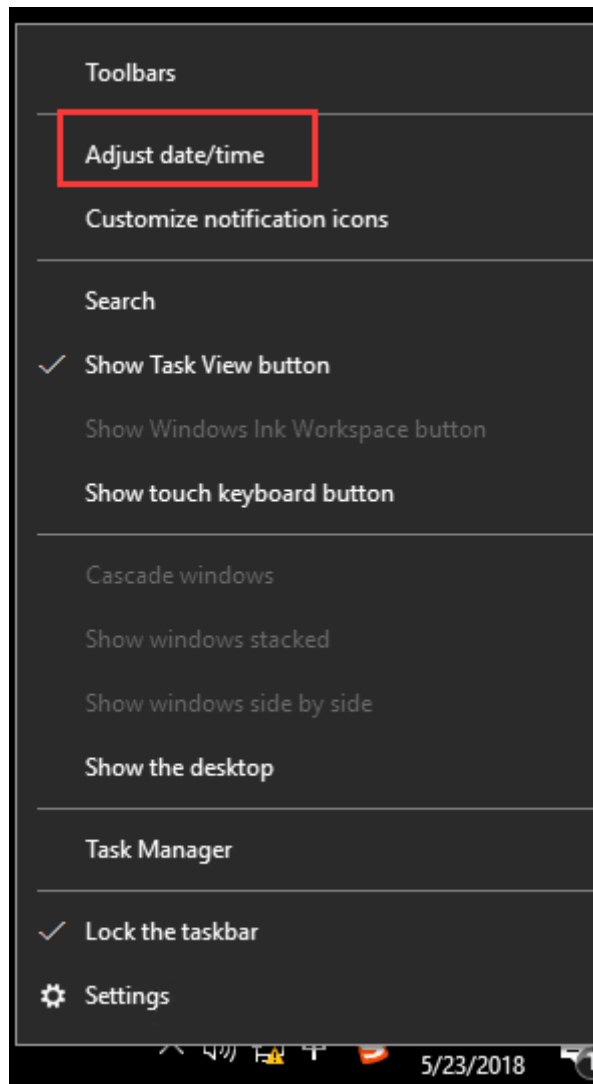 Toolbars
Adjust date/time
Customize notification icons
Search
Show Task View button
Show Windows Ink Workspace button
Show touch keyboard button
Cascade windows
Show windows stacked
Show windows side by side
Show the desktop
Task Manager
Lock the taskbar
Settings
中
5/23/2018